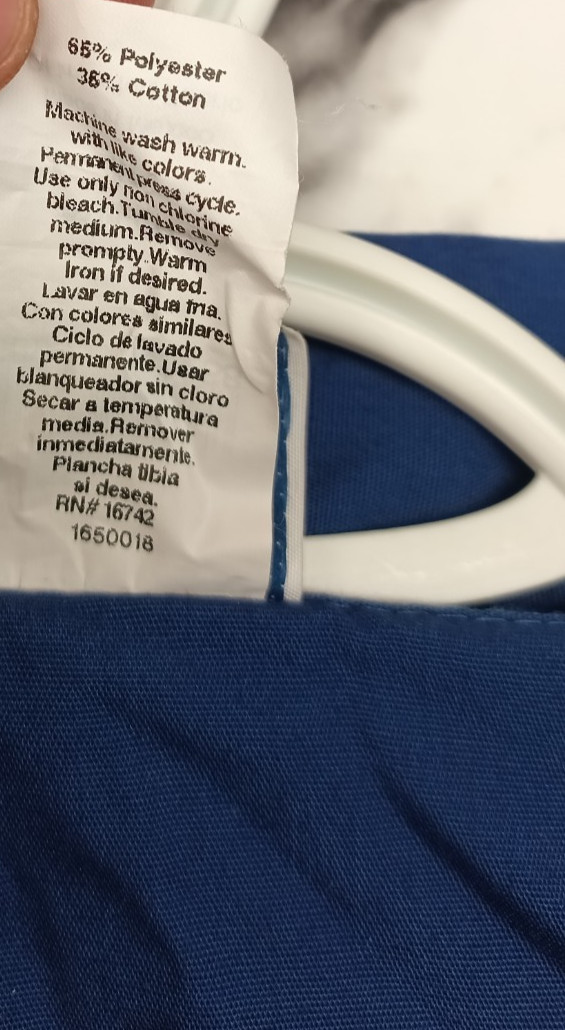 65% Polyester
35% Cotton
Machine wash warm.
with like colors.
Permanent press cycle.
Use only non chlorine
bleach.Tumble dry
medium.Remove
prompty.Warm
Iron if desired.
Lavar en agua fria.
Con colores similares
Ciclo de lavado
permanente.Usar
blanqueador sin cloro
Secar a temperatura
media.Remover
inmediatamente.
Plancha tibia
si desea.
RN# 16742
1650018